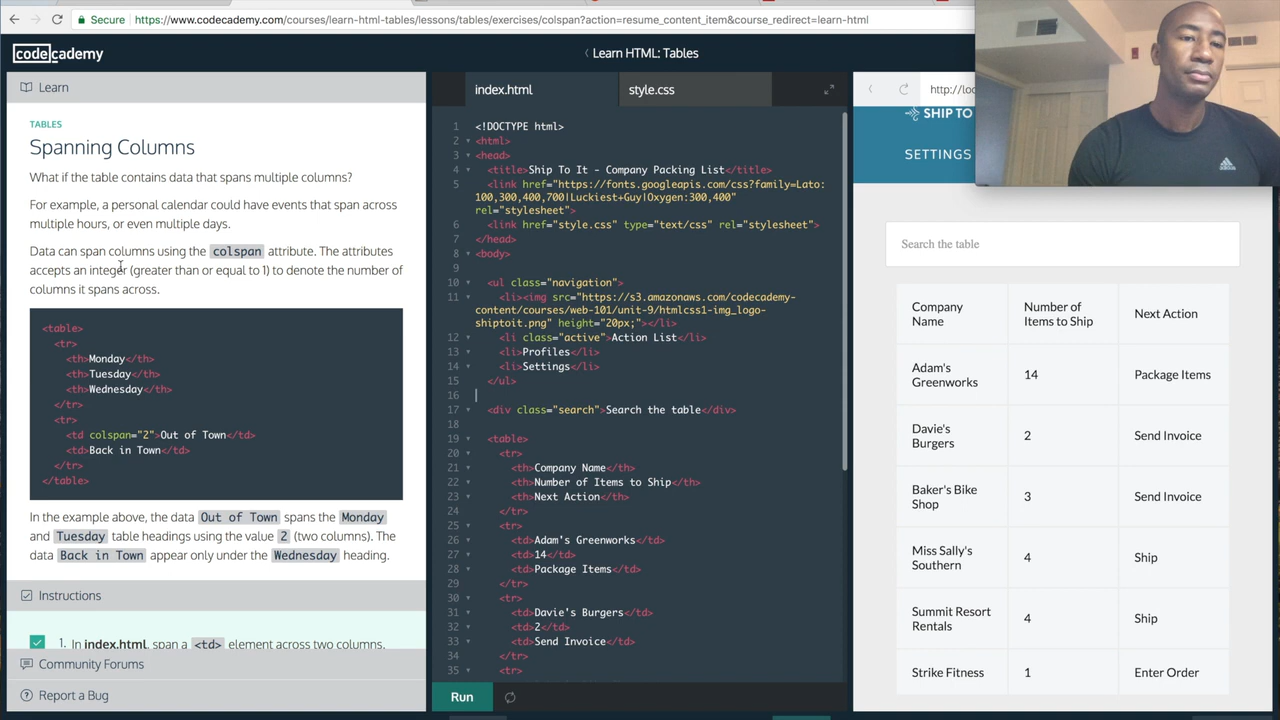 Secure
https://www.codecademy.com/courses/learn-html-tables/lessons/tables/exercises/colspan?action=resume_content_item&course_redirect=learn-html
codecademy
Learn HTML: Tables
Learn
TABLES
Spanning Columns
What if the table contains data that spans multiple columns?
For example, a personal calendar could have events that span across
multiple hours, or even multiple days.
Data can span columns using the colspan attribute. The attributes
accepts an integer (greater than or equal to 1) to denote the number of
columns it spans across.
<table>
<tr>
<th>Monday</th>
<th>Tuesday</th>
<th>Wednesday</th>
</tr>
<tr>
<td colspan="2">Out of Town</td>
<td>Back in Town</td>
</tr>
</table>
In the example above, the data Out of Town spans the Monday
and Tuesday table headings using the value 2 (two columns). The
data Back in Town appear only under the Wednesday heading.
Instructions
1. In index.html, span a <td> element across two columns.
Community Forums
Report a Bug
index.html
style.css
1 <!DOCTYPE html>
2 <html>
3 <head>
4 <title>Ship To It - Company Packing List</title>
5 <link href="https://fonts.googleapis.com/css?family=Lato:
100,300,400,700|Luckiest+Guy|Oxygen:300,400"
rel="stylesheet">
6 <link href="style.css" type="text/css" rel="stylesheet">
7 </head>
8 <body>
9
10 <ul class="navigation">
11 <li><img src="https://s3.amazonaws.com/codecademy-
content/courses/web-101/unit-9/htmlcss1-img_logo-
shiptoit.png" height="20px;"></li>
12 <li class="active">Action List</li>
13 <li>Profiles</li>
14 <li>Settings</li>
15 </ul>
16
17 <div class="search">Search the table</div>
18
19 <table>
20 <tr>
21 <th>Company Name</th>
22 <th>Number of Items to Ship</th>
23 <th>Next Action</th>
24 </tr>
25 <tr>
26 <td>Adam's Greenworks</td>
27 <td>14</td>
28 <td>Package Items</td>
29 </tr>
30 <tr>
31 <td>Davie's Burgers</td>
32 <td>2</td>
33 <td>Send Invoice</td>
34 </tr>
35 <tr>
Run
http://loc
SHIP TO
SETTINGS
Search the table
Company Name Number of Items to Ship Next Action
Adam's Greenworks 14 Package Items
Davie's Burgers 2 Send Invoice
Baker's Bike Shop 3 Send Invoice
Miss Sally's Southern 4 Ship
Summit Resort Rentals 4 Ship
Strike Fitness 1 Enter Order